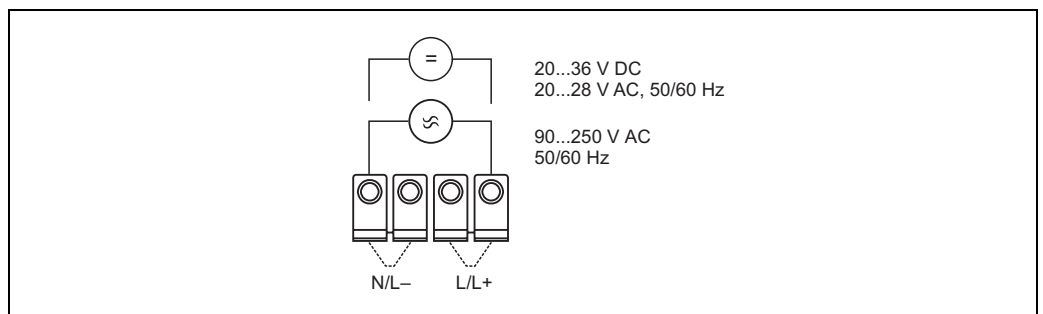 =
20...36 V DC
20...28 V AC, 50/60 Hz
90...250 V AC
50/60 Hz
N/L– L/L+